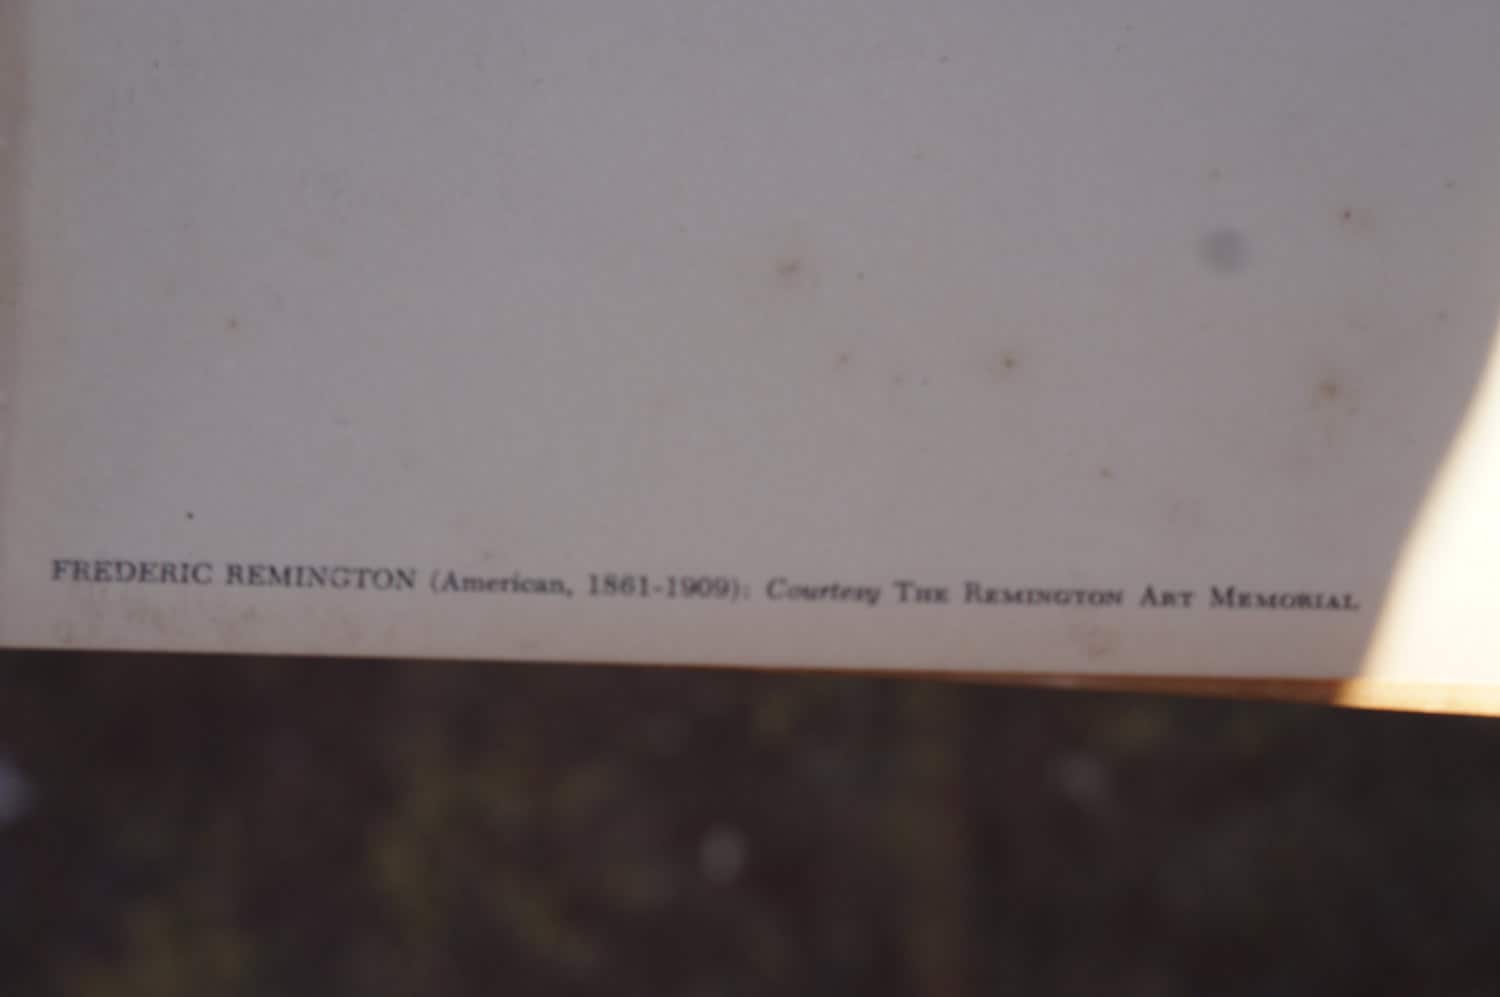 FREDERIC REMINGTON (American, 1861-1909): Courtesy THE REMINGTON ART MEMORIAL